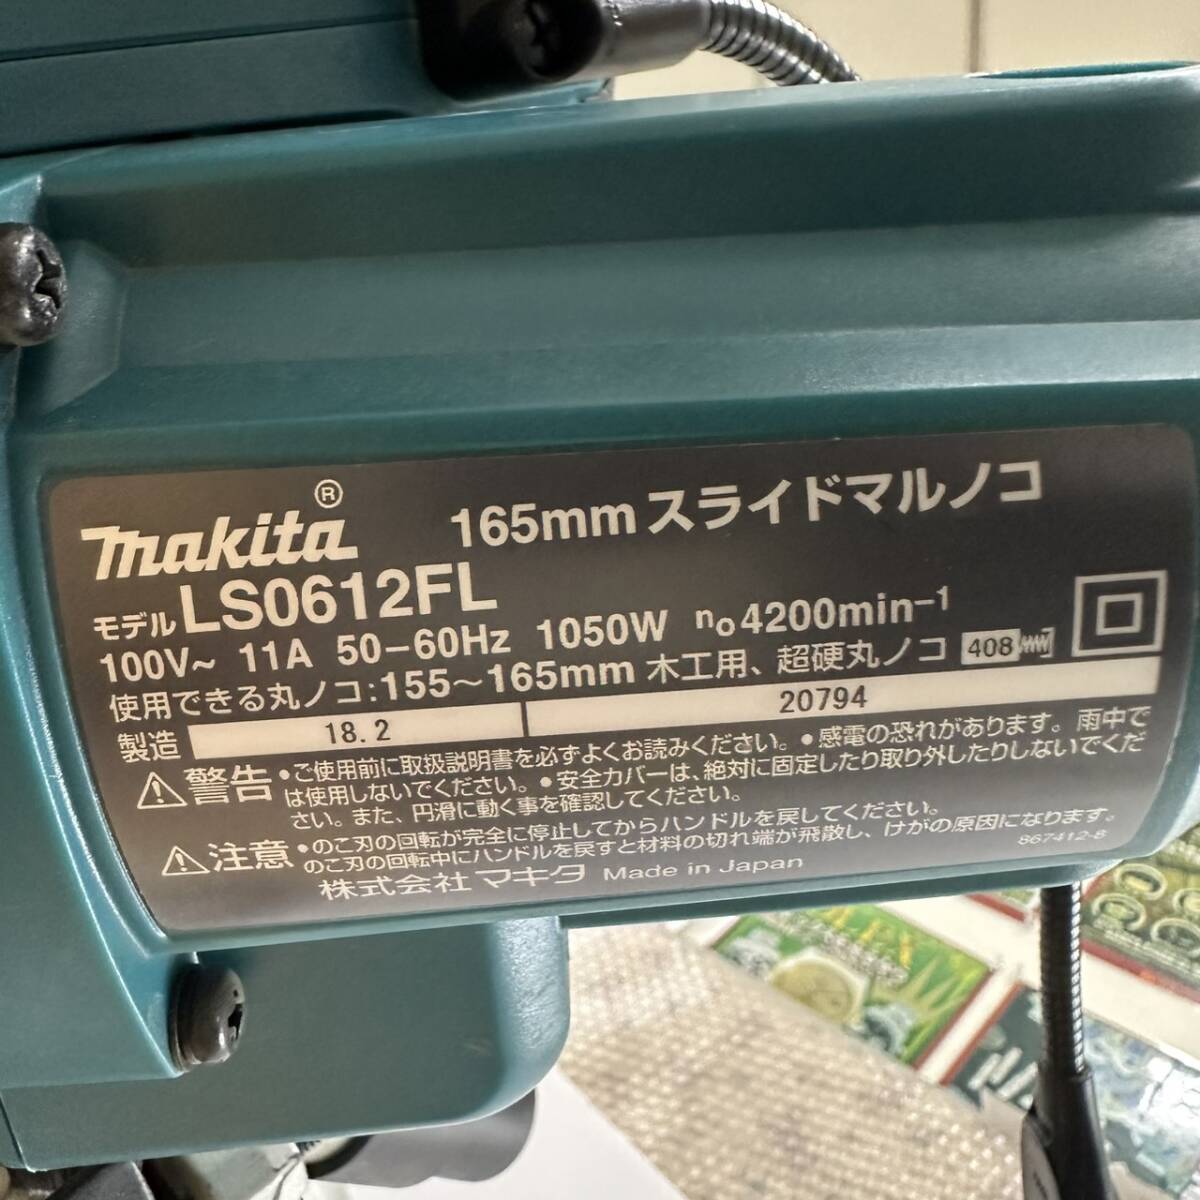 makita®
165mmスライドマルノコ
モデル LS0612FL
100V~ 11A 50-60Hz 1050W n₀4200min⁻¹
使用できる丸ノコ:155～165mm 木工用、超硬丸ノコ 408
製造 18.2 20794
⚠警告 •ご使用前に取扱説明書を必ずよくお読みください。•感電の恐れがあります。雨中で
は使用しないでください。•安全カバーは、絶対に固定したり取り外したりしないでくだ
さい。また、円滑に動く事を確認してください。
⚠注意 •のこ刃の回転が完全に停止してからハンドルを戻してください。
のこ刃の回転中にハンドルを戻すと材料の切れ端が飛散し、けがの原因になります。
867412-8
株式会社マキタ Made in Japan